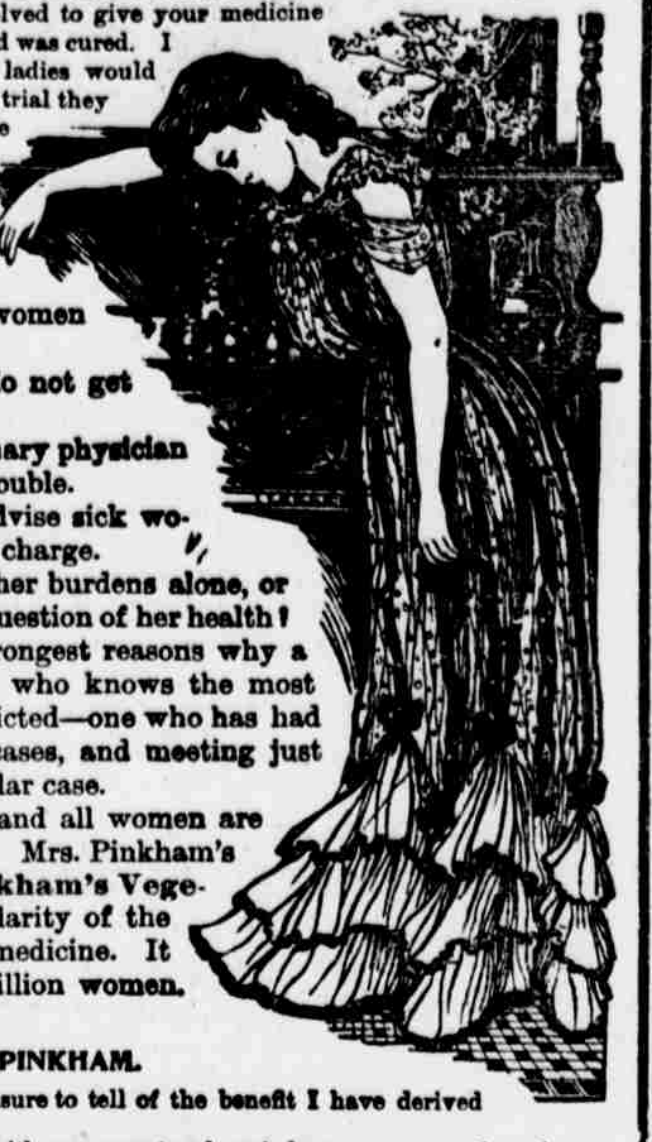 lved to give your medicine
d was cured. I
ladies would
trial they
e
women
o not get
ary physician
ouble.
dvise sick wo-
charge.
her burdens alone, or
uestion of her health!
rongest reasons why a
who knows the most
icted—one who has had
cases, and meeting just
lar case.
and all women are
Mrs. Pinkham's
kham's Vege-
larity of the
medicine. It
illion women.
PINKHAM.
sure to tell of the benefit I have derived